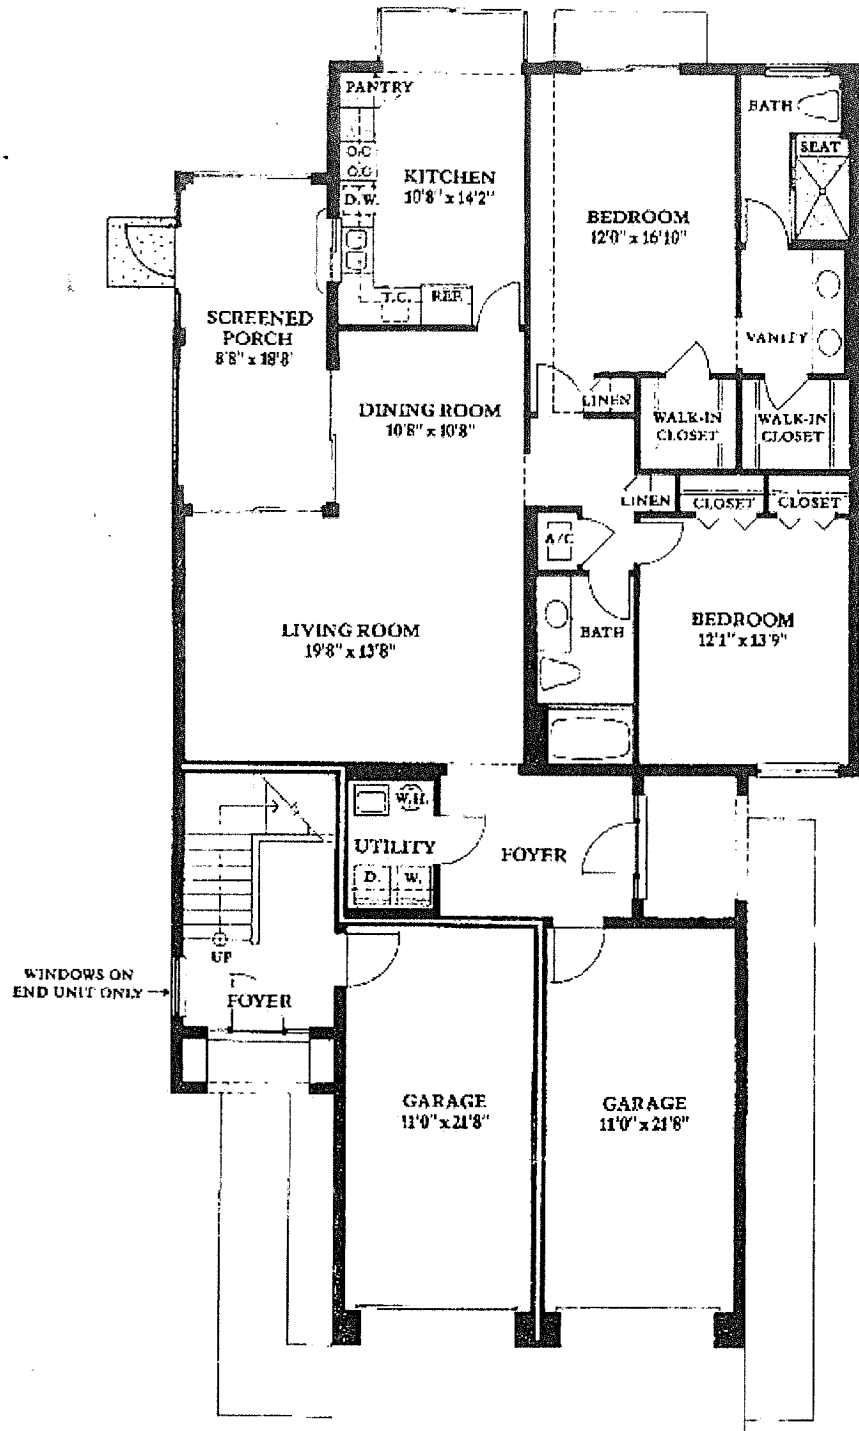 PANTRY
KITCHEN
10'8" x 14'2"
D.W.
T.C.
REF.
BEDROOM
12'0" x 16'10"
BATH
SEAT
VANITY
SCREENED
PORCH
8'8" x 18'8"
DINING ROOM
10'8" x 10'8"
LINEN
WALK-IN
CLOSET
WALK-IN
CLOSET
LINEN
CLOSET
CLOSET
A/C
BATH
BEDROOM
12'1" x 13'9"
LIVING ROOM
19'8" x 13'8"
W.H.
UTILITY
D.
W.
FOYER
UP
WINDOWS ON
END UNIT ONLY
FOYER
GARAGE
11'0" x 21'8"
GARAGE
11'0" x 21'8"